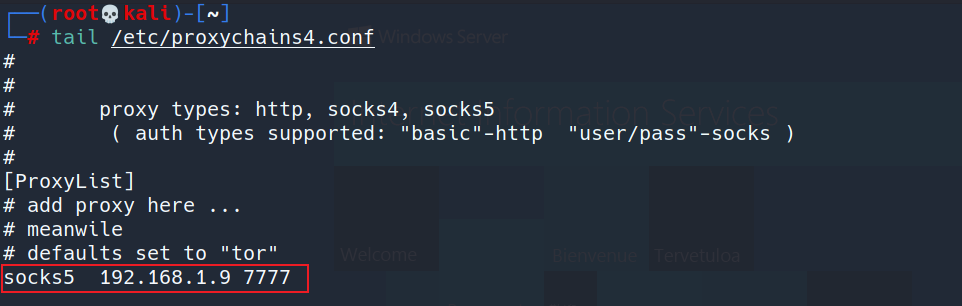 ┌──(root💀kali)-[~]
└─# tail /etc/proxychains4.conf
Windows Server
#
#
#       proxy types: http, socks4, socks5
#        ( auth types supported: "basic"-http  "user/pass"-socks )
#
Information Services
[ProxyList]
# add proxy here ...
# meanwile
# defaults set to "tor"
Welcome
Bienvenue
Tervetuloa
socks5  192.168.1.9 7777